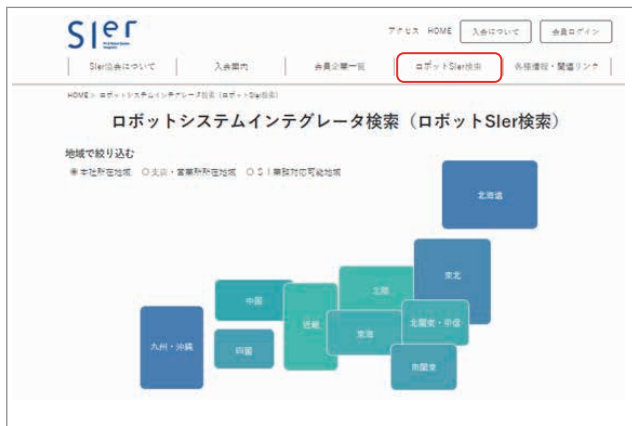 SIer
アクセス HOME 入会について 会員ログイン
SIer協会について 入会案内 会員企業一覧 ロボットSIer検索 各種情報・関連リンク
HOME > ロボットシステムインテグレータ検索（ロボットSIer検索）
ロボットシステムインテグレータ検索（ロボットSIer検索）
地域で絞り込む
本社所在地域 支店・営業所所在地域 SI業務対応可能地域
北海道
東北
北陸
中国
近畿
東海
北関東・甲信
九州・沖縄
四国
南関東